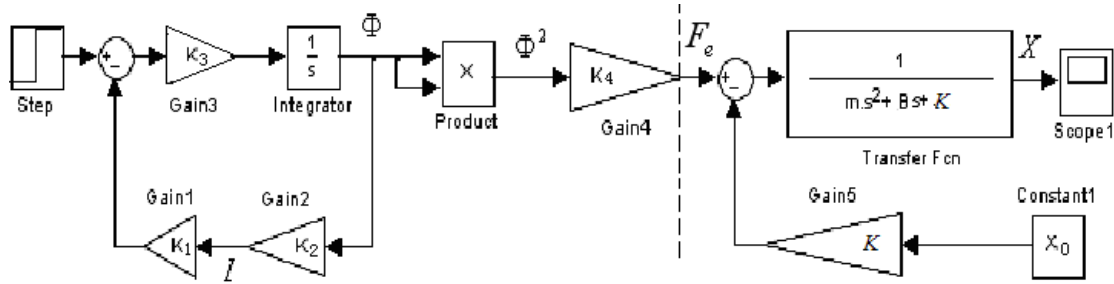 Step
+
−
K3
Gain3
1
s
Integrator
Φ
X
Product
Φ²
K4
Gain4
Fe
+
−
1
m.s²+ Bs+ K
Transfer Fcn
X
Scope1
Gain1
K1
I
Gain2
K2
Gain5
K
Constant1
X0